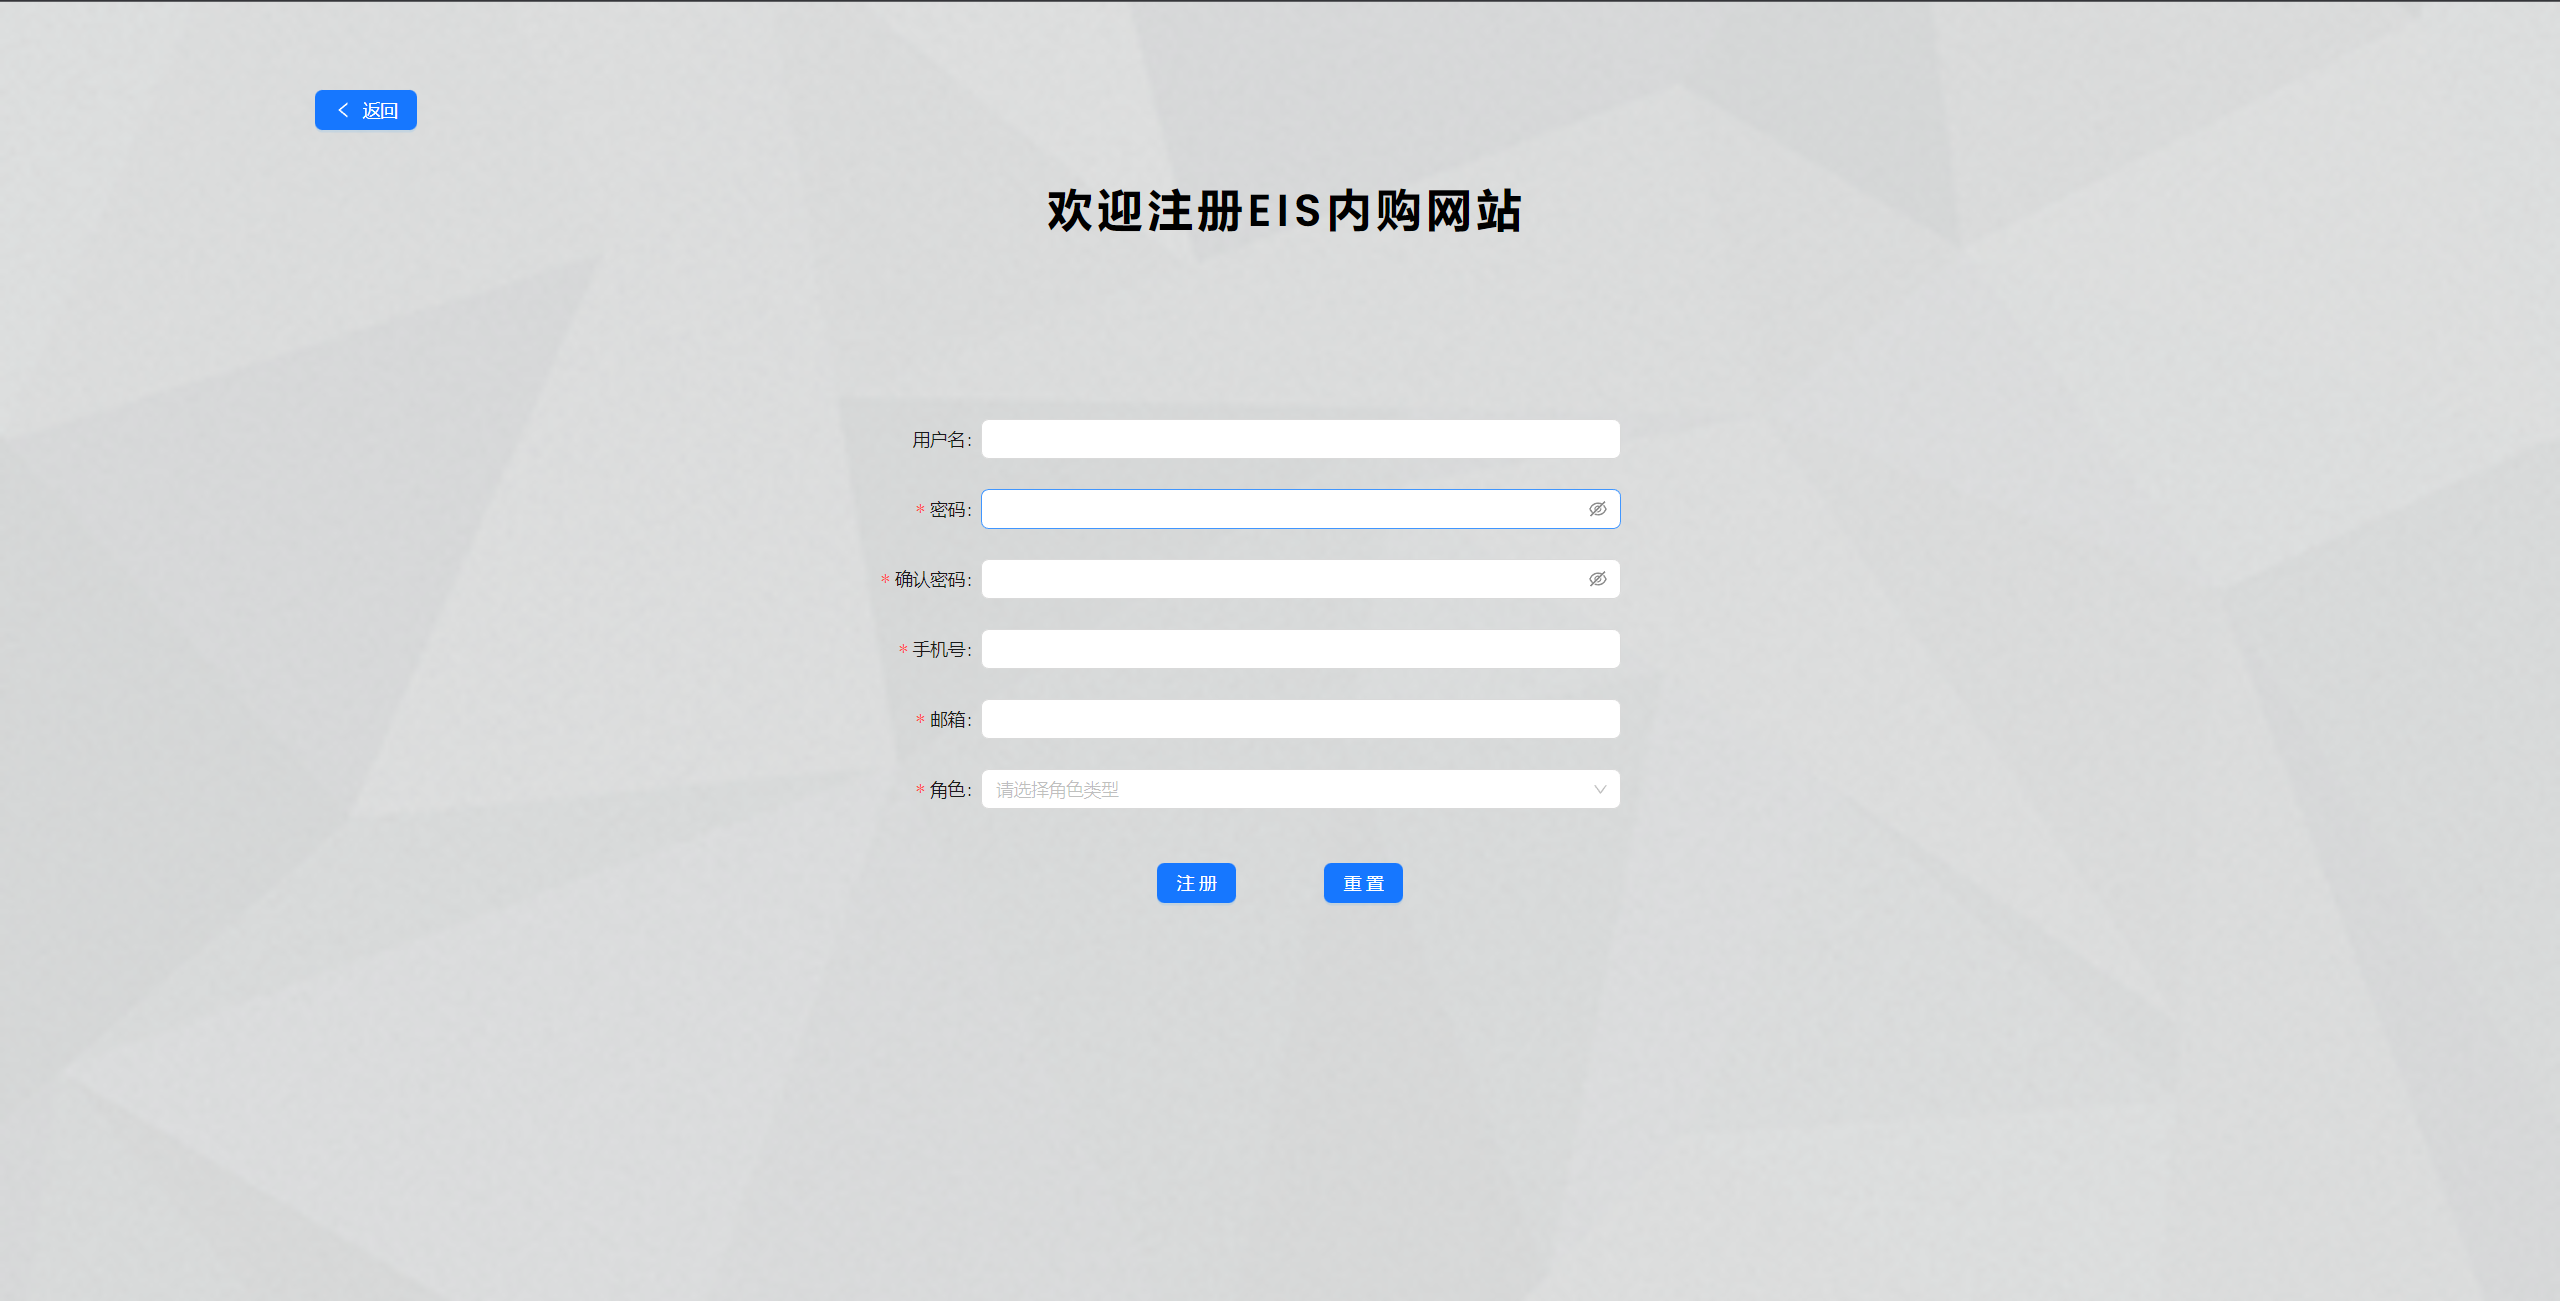 返回
欢迎注册EIS内购网站
用户名:
* 密码:
* 确认密码:
* 手机号:
* 邮箱:
* 角色: 请选择角色类型
注册 重置